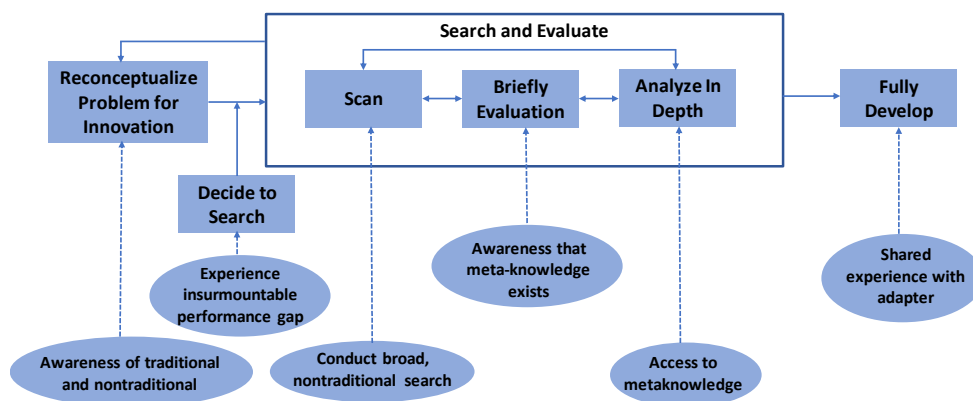 Search and Evaluate
Reconceptualize
Problem for
Innovation
Scan
Briefly
Evaluation
Analyze In
Depth
Fully
Develop
Decide to
Search
Experience
insurmountable
performance gap
Awareness that
meta-knowledge
exists
Shared
experience with
adapter
Awareness of traditional
and nontraditional
Conduct broad,
nontraditional search
Access to
metaknowledge